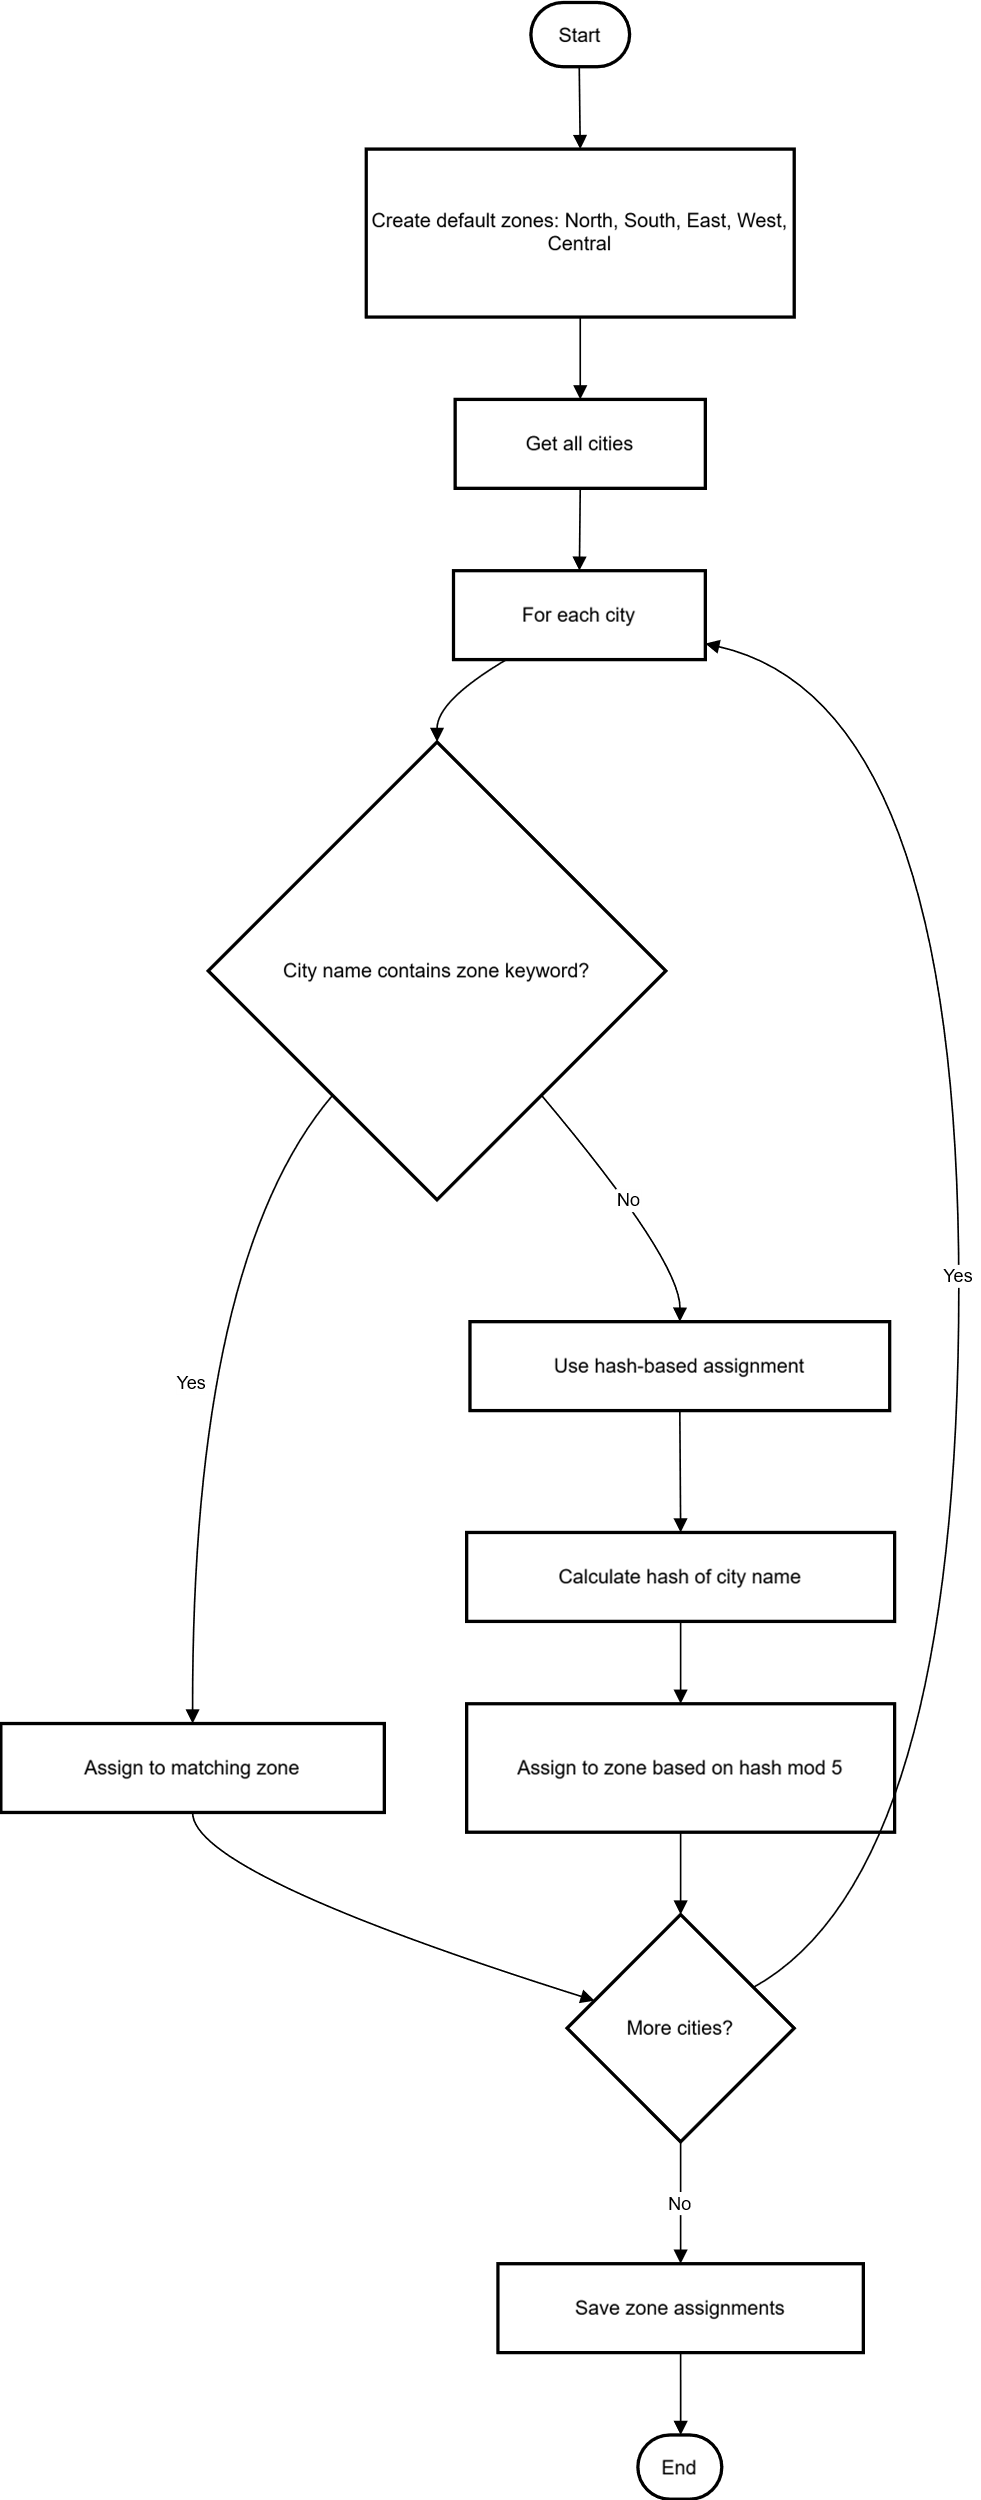 Start
Create default zones: North, South, East, West,
Central
Get all cities
For each city
City name contains zone keyword?
No
Yes
Use hash-based assignment
Yes
Calculate hash of city name
Assign to matching zone
Assign to zone based on hash mod 5
More cities?
No
Save zone assignments
End